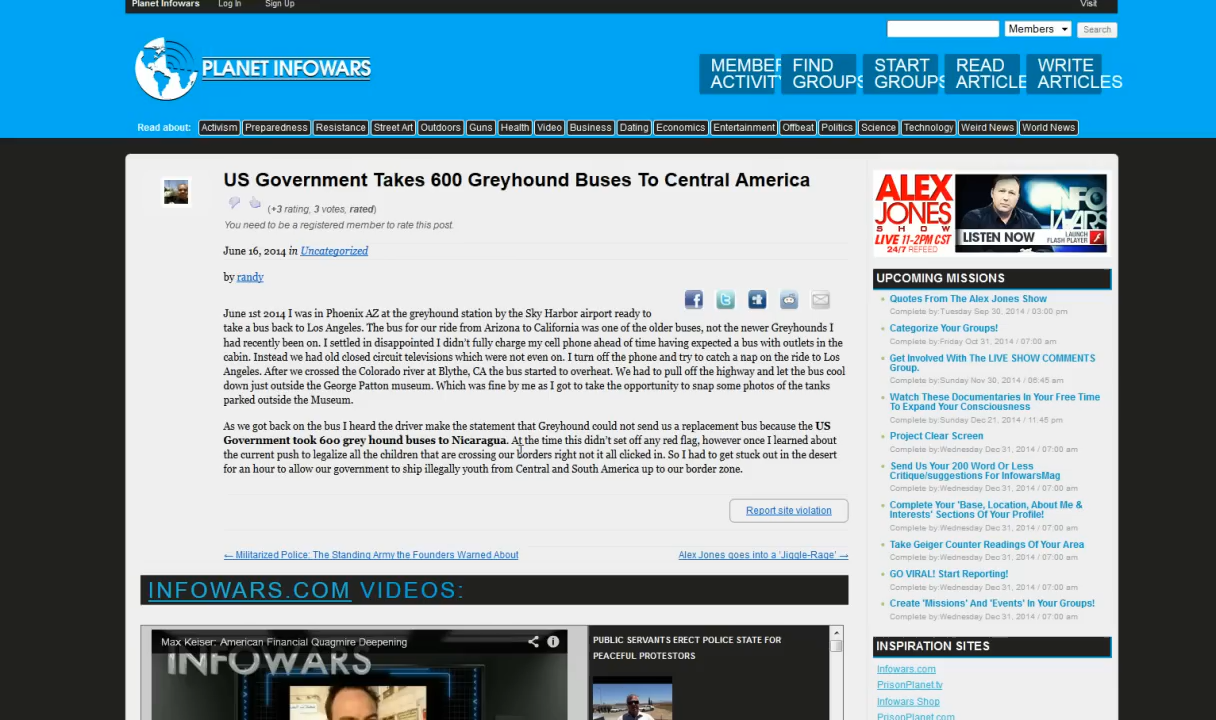 Planet Infowars Log In Sign Up Visit
Members Search
PLANET INFOWARS
MEMBER ACTIVITY
FIND GROUPS
START GROUPS
READ ARTICLE
WRITE ARTICLES
Read about: Activism Preparedness Resistance Street Art Outdoors Guns Health Video Business Dating Economics Entertainment Offbeat Politics Science Technology Weird News World News
US Government Takes 600 Greyhound Buses To Central America
(+3 rating, 3 votes, rated)
You need to be a registered member to rate this post.
June 16, 2014 in Uncategorized
by randy
June 1st 2014 I was in Phoenix AZ at the greyhound station by the Sky Harbor airport ready to
take a bus back to Los Angeles. The bus for our ride from Arizona to California was one of the older buses, not the newer Greyhounds I
had recently been on. I settled in disappointed I didn't fully charge my cell phone ahead of time having expected a bus with outlets in the
cabin. Instead we had old closed circuit televisions which were not even on. I turn off the phone and try to catch a nap on the ride to Los
Angeles. After we crossed the Colorado river at Blythe, CA the bus started to overheat. We had to pull off the highway and let the bus cool
down just outside the George Patton museum. Which was fine by me as I got to take the opportunity to snap some photos of the tanks
parked outside the Museum.
As we got back on the bus I heard the driver make the statement that Greyhound could not send us a replacement bus because the US
Government took 600 grey hound buses to Nicaragua. At the time this didn't set off any red flag, however once I learned about
the current push to legalize all the children that are crossing our borders right not it all clicked in. So I had to get stuck out in the desert
for an hour to allow our government to ship illegally youth from Central and South America up to our border zone.
Report site violation
← Militarized Police: The Standing Army the Founders Warned About
Alex Jones goes into a 'Jiggle-Rage' →
INFOWARS.COM VIDEOS:
Max Keiser: American Financial Quagmire Deepening
INFOWARS
PUBLIC SERVANTS ERECT POLICE STATE FOR
PEACEFUL PROTESTORS
ALEX
JONES
SHOW
LIVE 11-2PM CST
24/7 REFEED
INFO
WARS
LISTEN NOW
LAUNCH
FLASH PLAYER
UPCOMING MISSIONS
Quotes From The Alex Jones Show
Complete by:Tuesday Sep 30, 2014 / 03:00 pm
Categorize Your Groups!
Complete by:Friday Oct 31, 2014 / 07:00 am
Get Involved With The LIVE SHOW COMMENTS
Group.
Complete by:Sunday Nov 30, 2014 / 06:45 am
Watch These Documentaries In Your Free Time
To Expand Your Consciousness
Complete by:Sunday Dec 21, 2014 / 11:45 pm
Project Clear Screen
Complete by:Wednesday Dec 31, 2014 / 07:00 am
Send Us Your 200 Word Or Less
Critique/suggestions For InfowarsMag
Complete by:Wednesday Dec 31, 2014 / 07:00 am
Complete Your 'Base, Location, About Me &
Interests' Sections Of Your Profile!
Complete by:Wednesday Dec 31, 2014 / 07:00 am
Take Geiger Counter Readings Of Your Area
Complete by:Wednesday Dec 31, 2014 / 07:00 am
GO VIRAL! Start Reporting!
Complete by:Wednesday Dec 31, 2014 / 07:00 am
Create 'Missions' And 'Events' In Your Groups!
Complete by:Wednesday Dec 31, 2014 / 07:00 am
INSPIRATION SITES
Infowars.com
PrisonPlanet.tv
Infowars Shop
PrisonPlanet.com